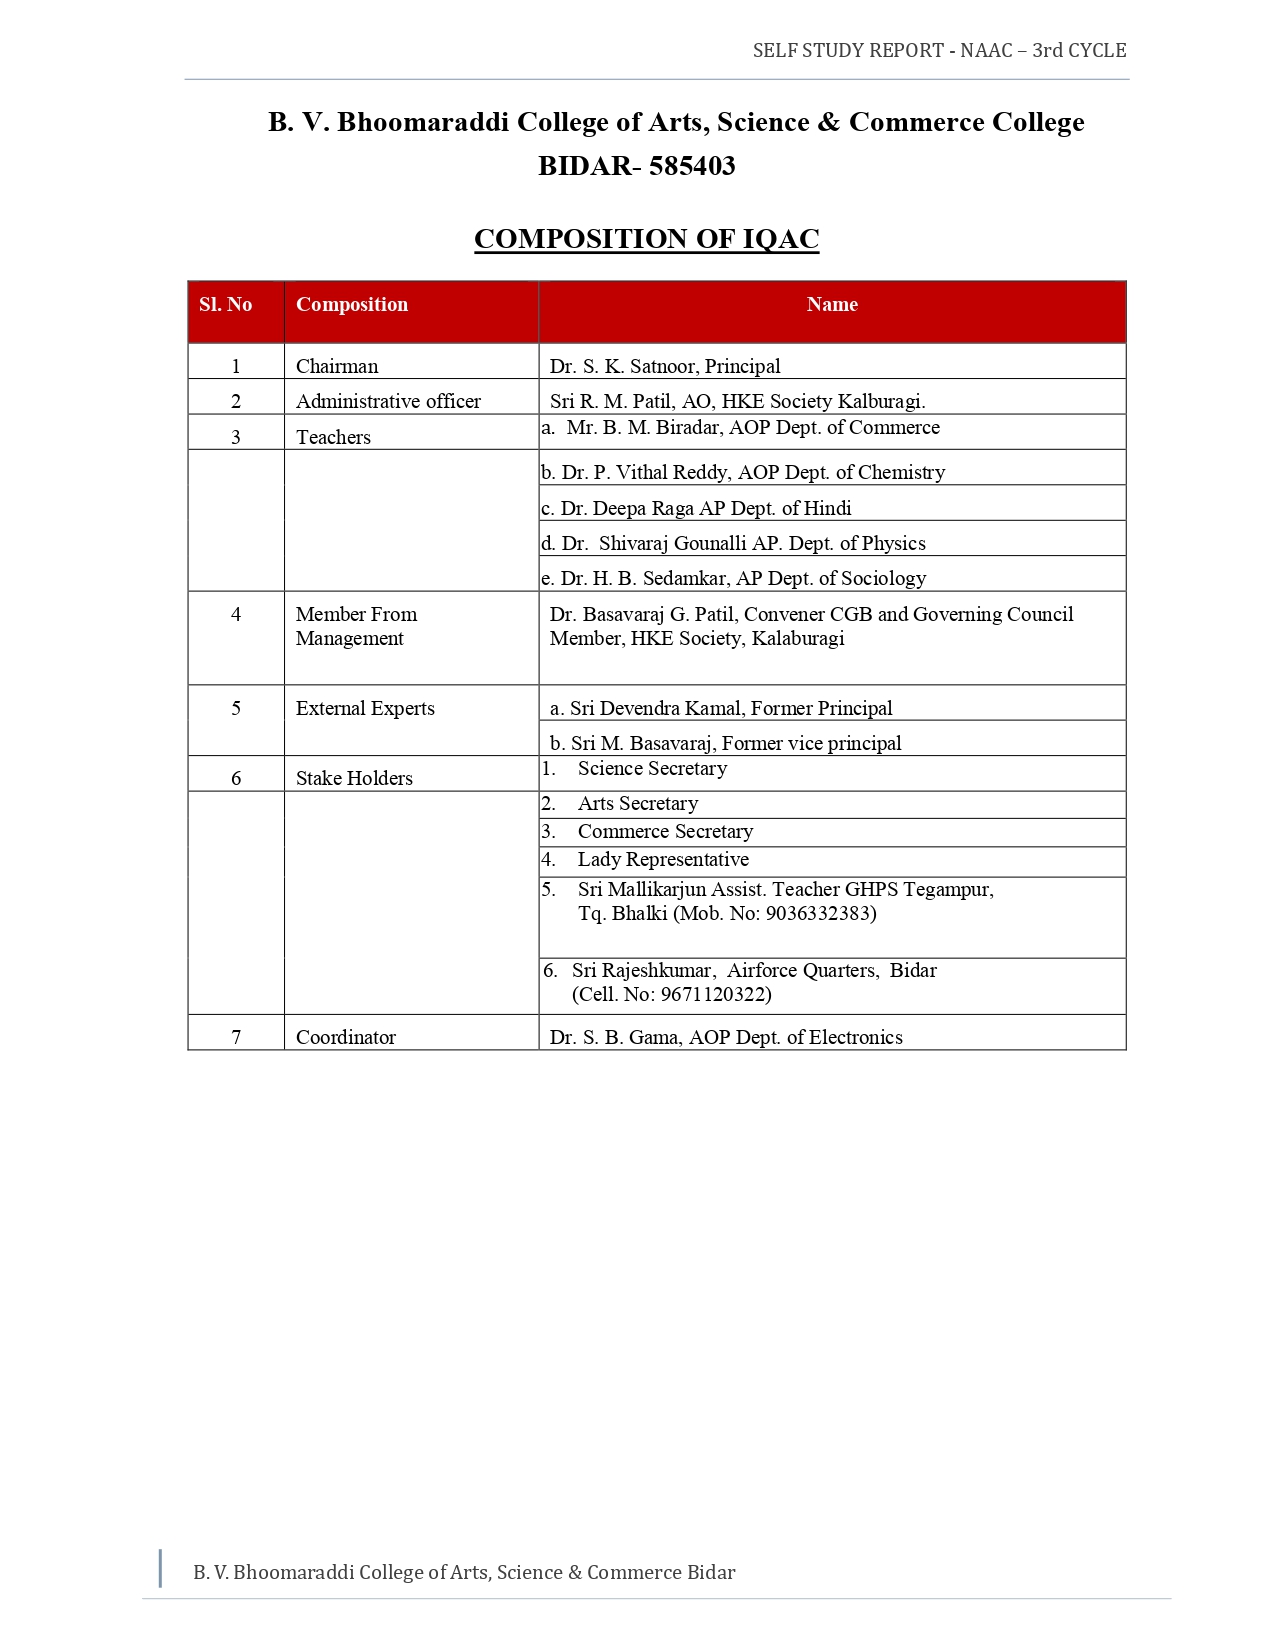 SELF STUDY REPORT - NAAC – 3rd CYCLE
B. V. Bhoomaraddi College of Arts, Science & Commerce College
BIDAR- 585403
COMPOSITION OF IQAC
Sl. No Composition Name
1 Chairman Dr. S. K. Satnoor, Principal
2 Administrative officer Sri R. M. Patil, AO, HKE Society Kalburagi.
3 Teachers a. Mr. B. M. Biradar, AOP Dept. of Commerce
b. Dr. P. Vithal Reddy, AOP Dept. of Chemistry
c. Dr. Deepa Raga AP Dept. of Hindi
d. Dr. Shivaraj Gounalli AP. Dept. of Physics
e. Dr. H. B. Sedamkar, AP Dept. of Sociology
4 Member From Dr. Basavaraj G. Patil, Convener CGB and Governing Council
Management Member, HKE Society, Kalaburagi
5 External Experts a. Sri Devendra Kamal, Former Principal
b. Sri M. Basavaraj, Former vice principal
6 Stake Holders 1. Science Secretary
2. Arts Secretary
3. Commerce Secretary
4. Lady Representative
5. Sri Mallikarjun Assist. Teacher GHPS Tegampur,
Tq. Bhalki (Mob. No: 9036332383)
6. Sri Rajeshkumar, Airforce Quarters, Bidar
(Cell. No: 9671120322)
7 Coordinator Dr. S. B. Gama, AOP Dept. of Electronics
B. V. Bhoomaraddi College of Arts, Science & Commerce Bidar